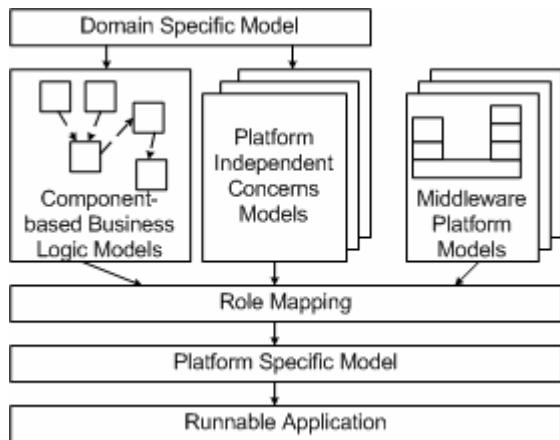 Domain Specific Model
Component-
based Business
Logic Models
Platform
Independent
Concerns
Models
Middleware
Platform
Models
Role Mapping
Platform Specific Model
Runnable Application